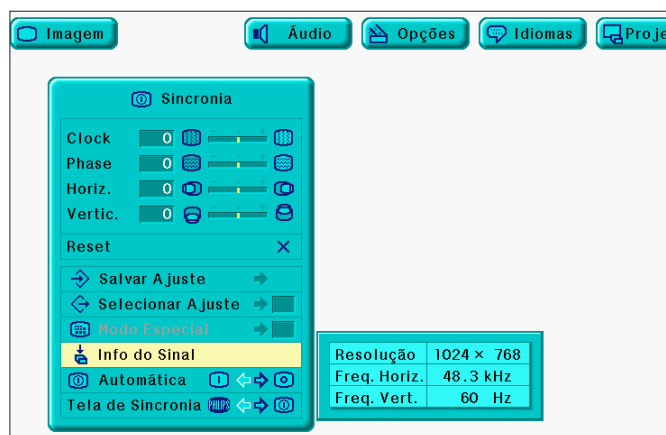 Imagem
Áudio
Opções
Idiomas
Proje
Sincronia
Clock 0
Phase 0
Horiz. 0
Vertic. 0
Reset
Salvar Ajuste
Selecionar Ajuste
Modo Especial
Info do Sinal
Automática
Tela de Sincronia PHILIPS
Resolução 1024 × 768
Freq. Horiz. 48.3 kHz
Freq. Vert. 60 Hz